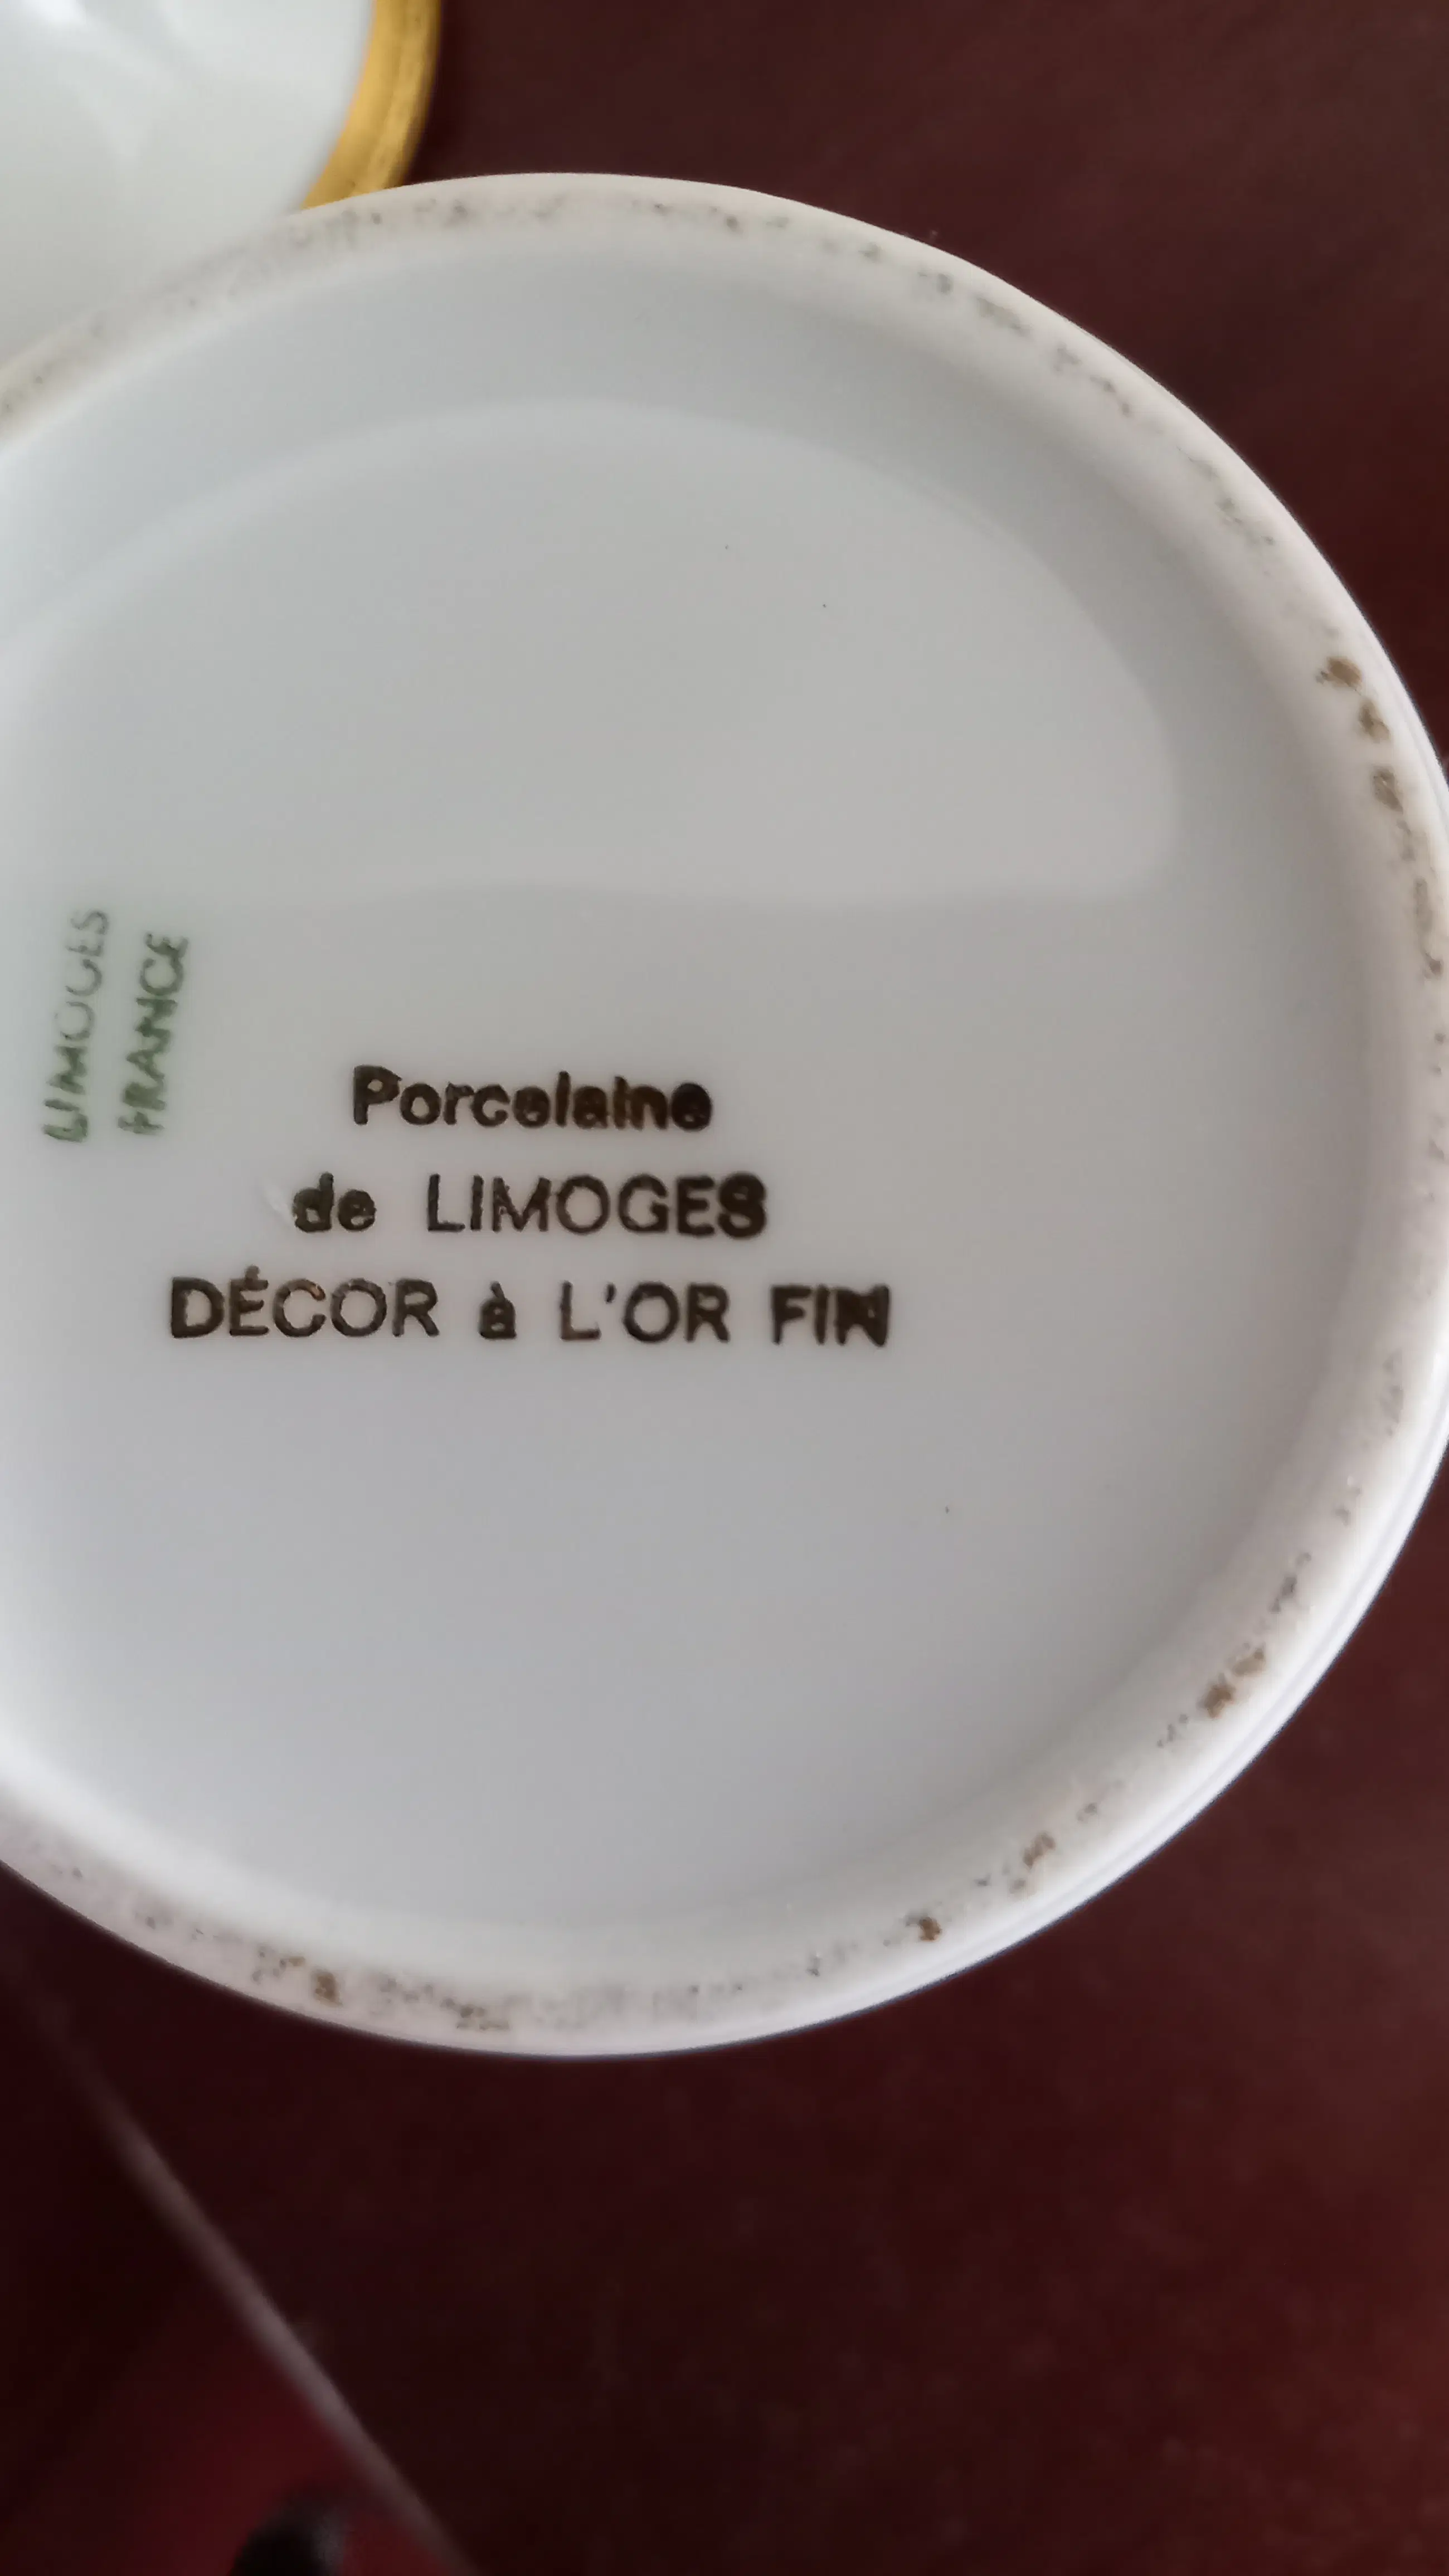 LIMOGES
FRANCE
Porcelaine
de LIMOGES
DÉCOR à L'OR FIN